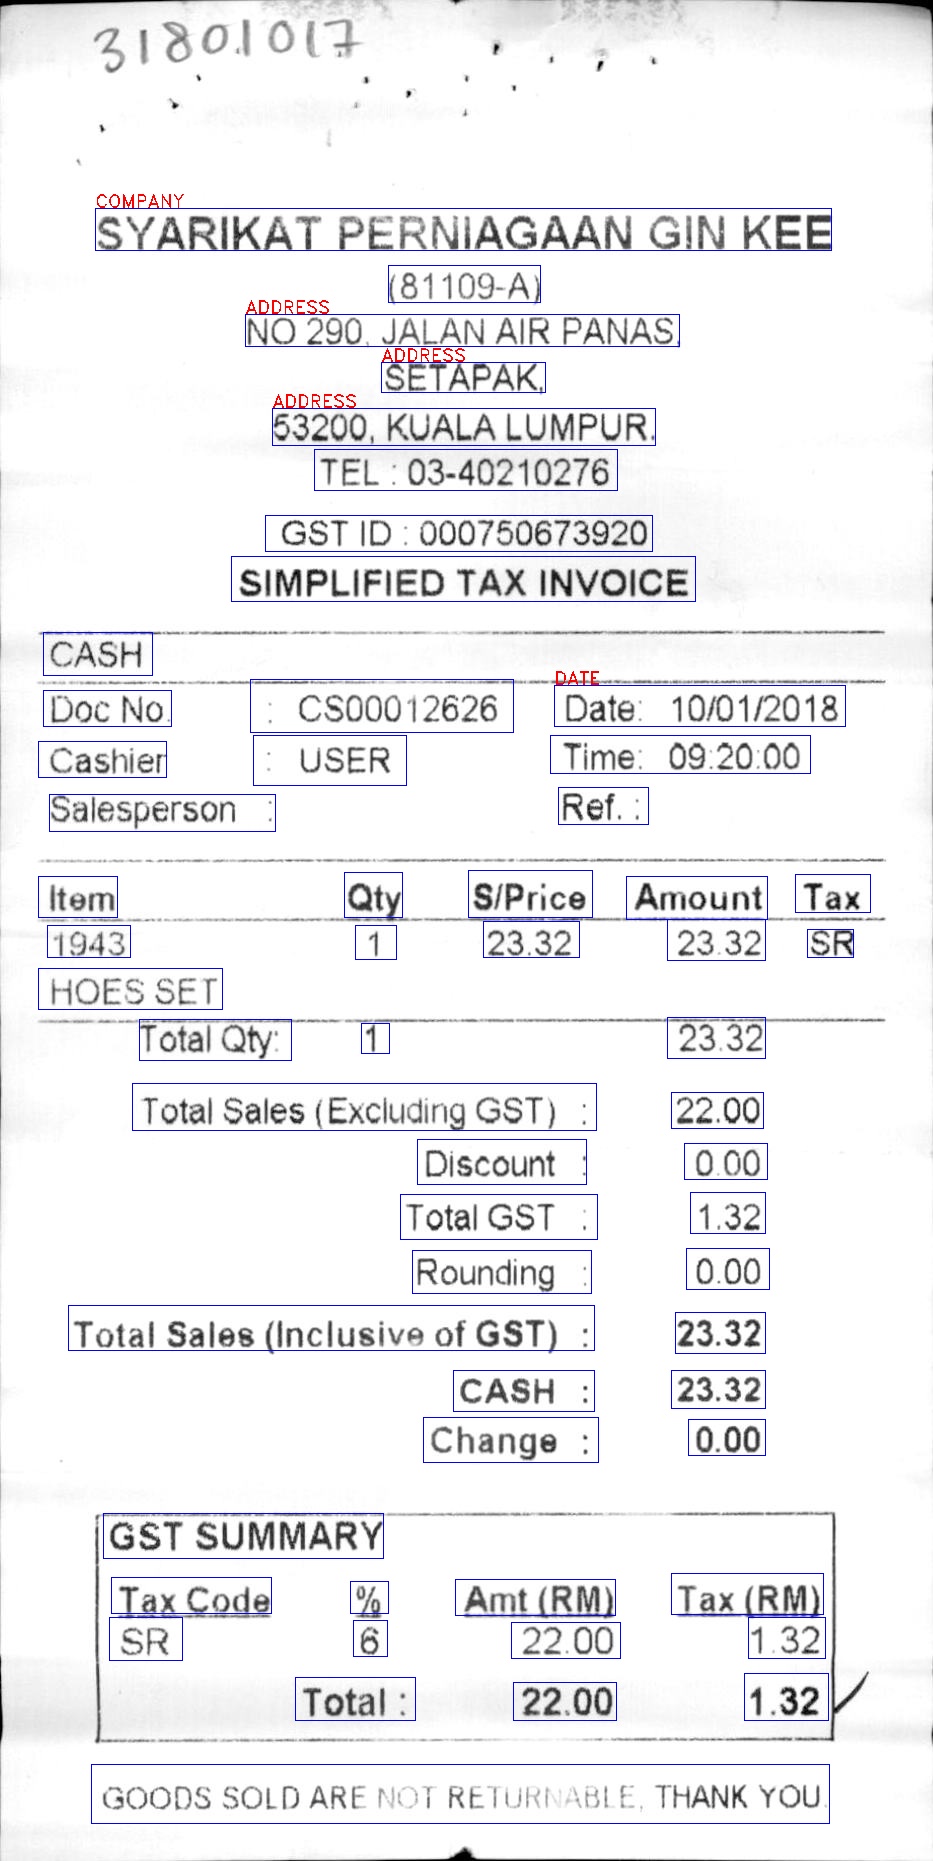 31801017
COMPANY
SYARIKAT PERNIAGAAN GIN KEE
(81109-A)
ADDRESS
NO 290, JALAN AIR PANAS,
ADDRESS
SETAPAK,
ADDRESS
53200, KUALA LUMPUR.
TEL : 03-40210276
GST ID : 000750673920
SIMPLIFIED TAX INVOICE
CASH
DATE
Doc No. : CS00012626 Date: 10/01/2018
Cashier : USER Time: 09:20:00
Salesperson : Ref. :
Item Qty S/Price Amount Tax
1943 1 23.32 23.32 SR
HOES SET
Total Qty: 1 23.32
Total Sales (Excluding GST) : 22.00
Discount : 0.00
Total GST : 1.32
Rounding : 0.00
Total Sales (Inclusive of GST) : 23.32
CASH : 23.32
Change : 0.00
GST SUMMARY
Tax Code % Amt (RM) Tax (RM)
SR 6 22.00 1.32
Total : 22.00 1.32
GOODS SOLD ARE NOT RETURNABLE, THANK YOU.